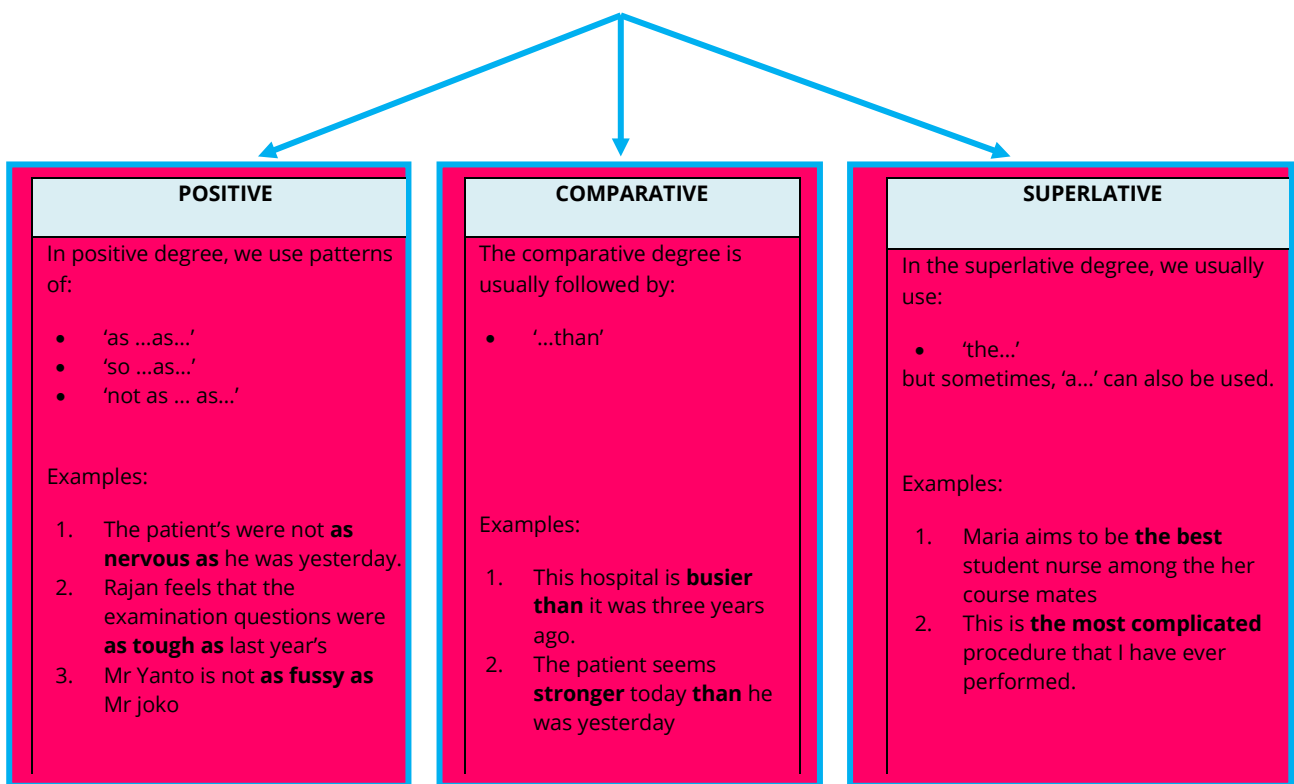 POSITIVE
In positive degree, we use patterns
of:
• ‘as …as…’
• ‘so …as…’
• ‘not as … as…’
Examples:
1. The patient’s were not as
nervous as he was yesterday.
2. Rajan feels that the
examination questions were
as tough as last year’s
3. Mr Yanto is not as fussy as
Mr joko
COMPARATIVE
The comparative degree is
usually followed by:
• ‘…than’
Examples:
1. This hospital is busier
than it was three years
ago.
2. The patient seems
stronger today than he
was yesterday
SUPERLATIVE
In the superlative degree, we usually
use:
• ‘the…’
but sometimes, ‘a…’ can also be used.
Examples:
1. Maria aims to be the best
student nurse among the her
course mates
2. This is the most complicated
procedure that I have ever
performed.